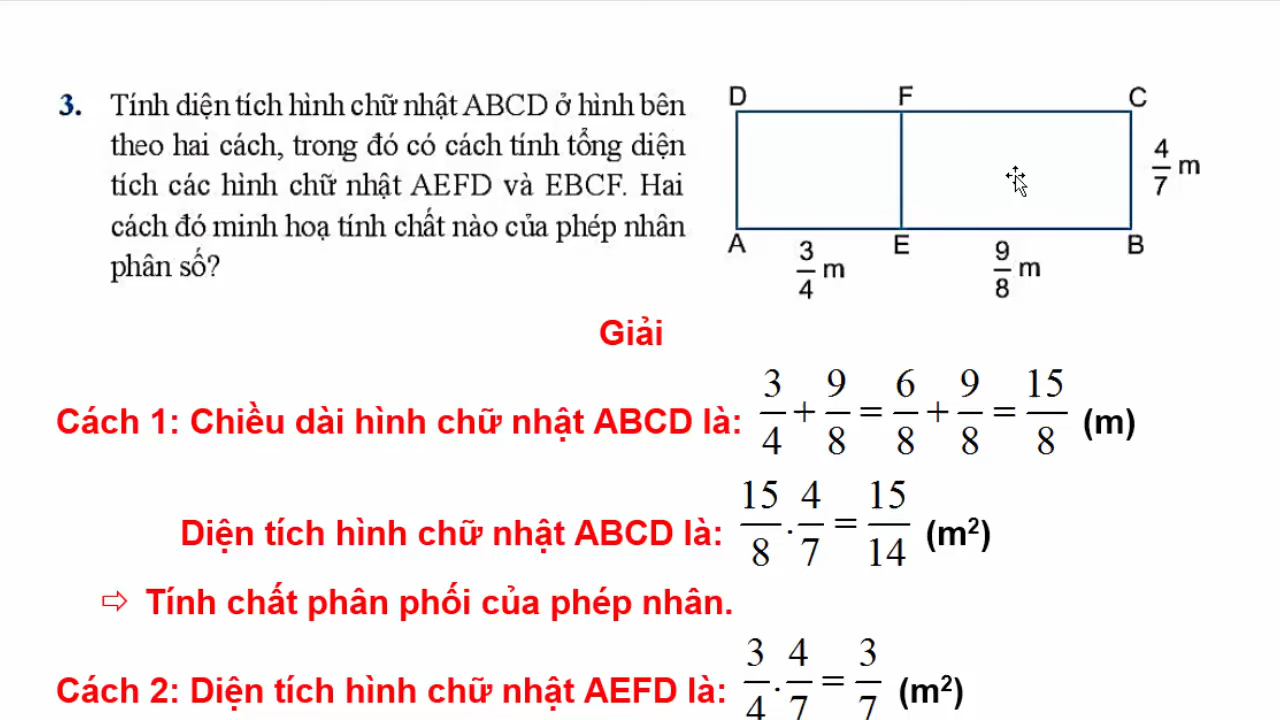 3. Tính diện tích hình chữ nhật ABCD ở hình bên
theo hai cách, trong đó có cách tính tổng diện
tích các hình chữ nhật AEFD và EBCF. Hai
cách đó minh hoạ tính chất nào của phép nhân
phân số?
D F C
4/7 m
A E B
3/4 m 9/8 m
Giải
Cách 1: Chiều dài hình chữ nhật ABCD là: 3/4 + 9/8 = 6/8 + 9/8 = 15/8 (m)
Diện tích hình chữ nhật ABCD là: 15/8 . 4/7 = 15/14 (m²)
⇨ Tính chất phân phối của phép nhân.
Cách 2: Diện tích hình chữ nhật AEFD là: 3/4 . 4/7 = 3/7 (m²)